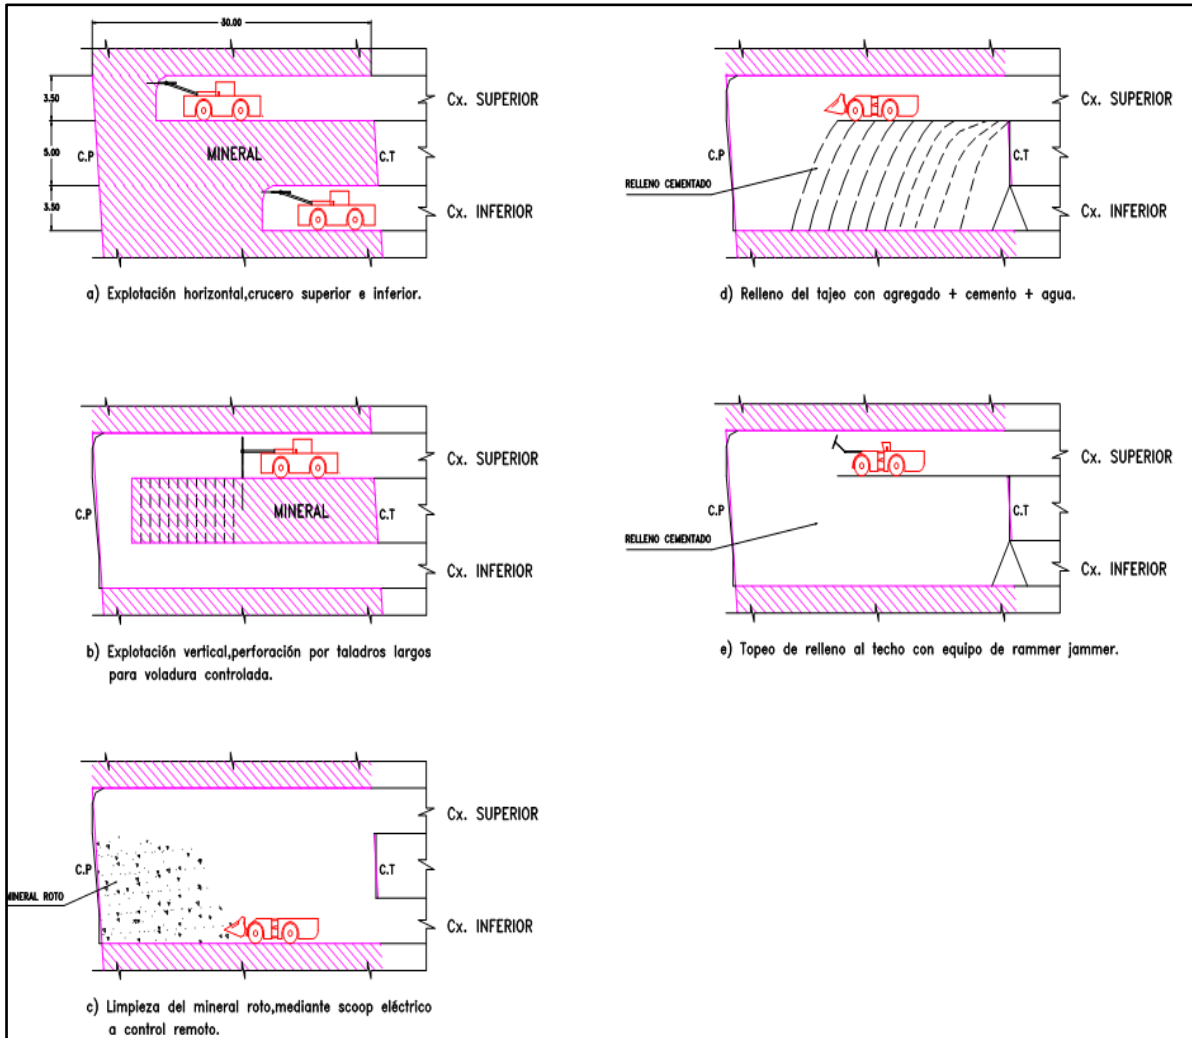 30.00
3.50
5.00
3.50
C.P
MINERAL
C.T
Cx. SUPERIOR
Cx. INFERIOR
a) Explotación horizontal,crucero superior e inferior.
C.P
MINERAL
C.T
Cx. SUPERIOR
Cx. INFERIOR
b) Explotación vertical,perforación por taladros largos
para voladura controlada.
C.P
C.T
MINERAL ROTO
Cx. SUPERIOR
Cx. INFERIOR
c) Limpieza del mineral roto,mediante scoop eléctrico
a control remoto.
C.P
C.T
RELLENO CEMENTADO
Cx. SUPERIOR
Cx. INFERIOR
d) Relleno del tajeo con agregado + cemento + agua.
C.P
C.T
RELLENO CEMENTADO
Cx. SUPERIOR
Cx. INFERIOR
e) Topeo de relleno al techo con equipo de rammer jammer.